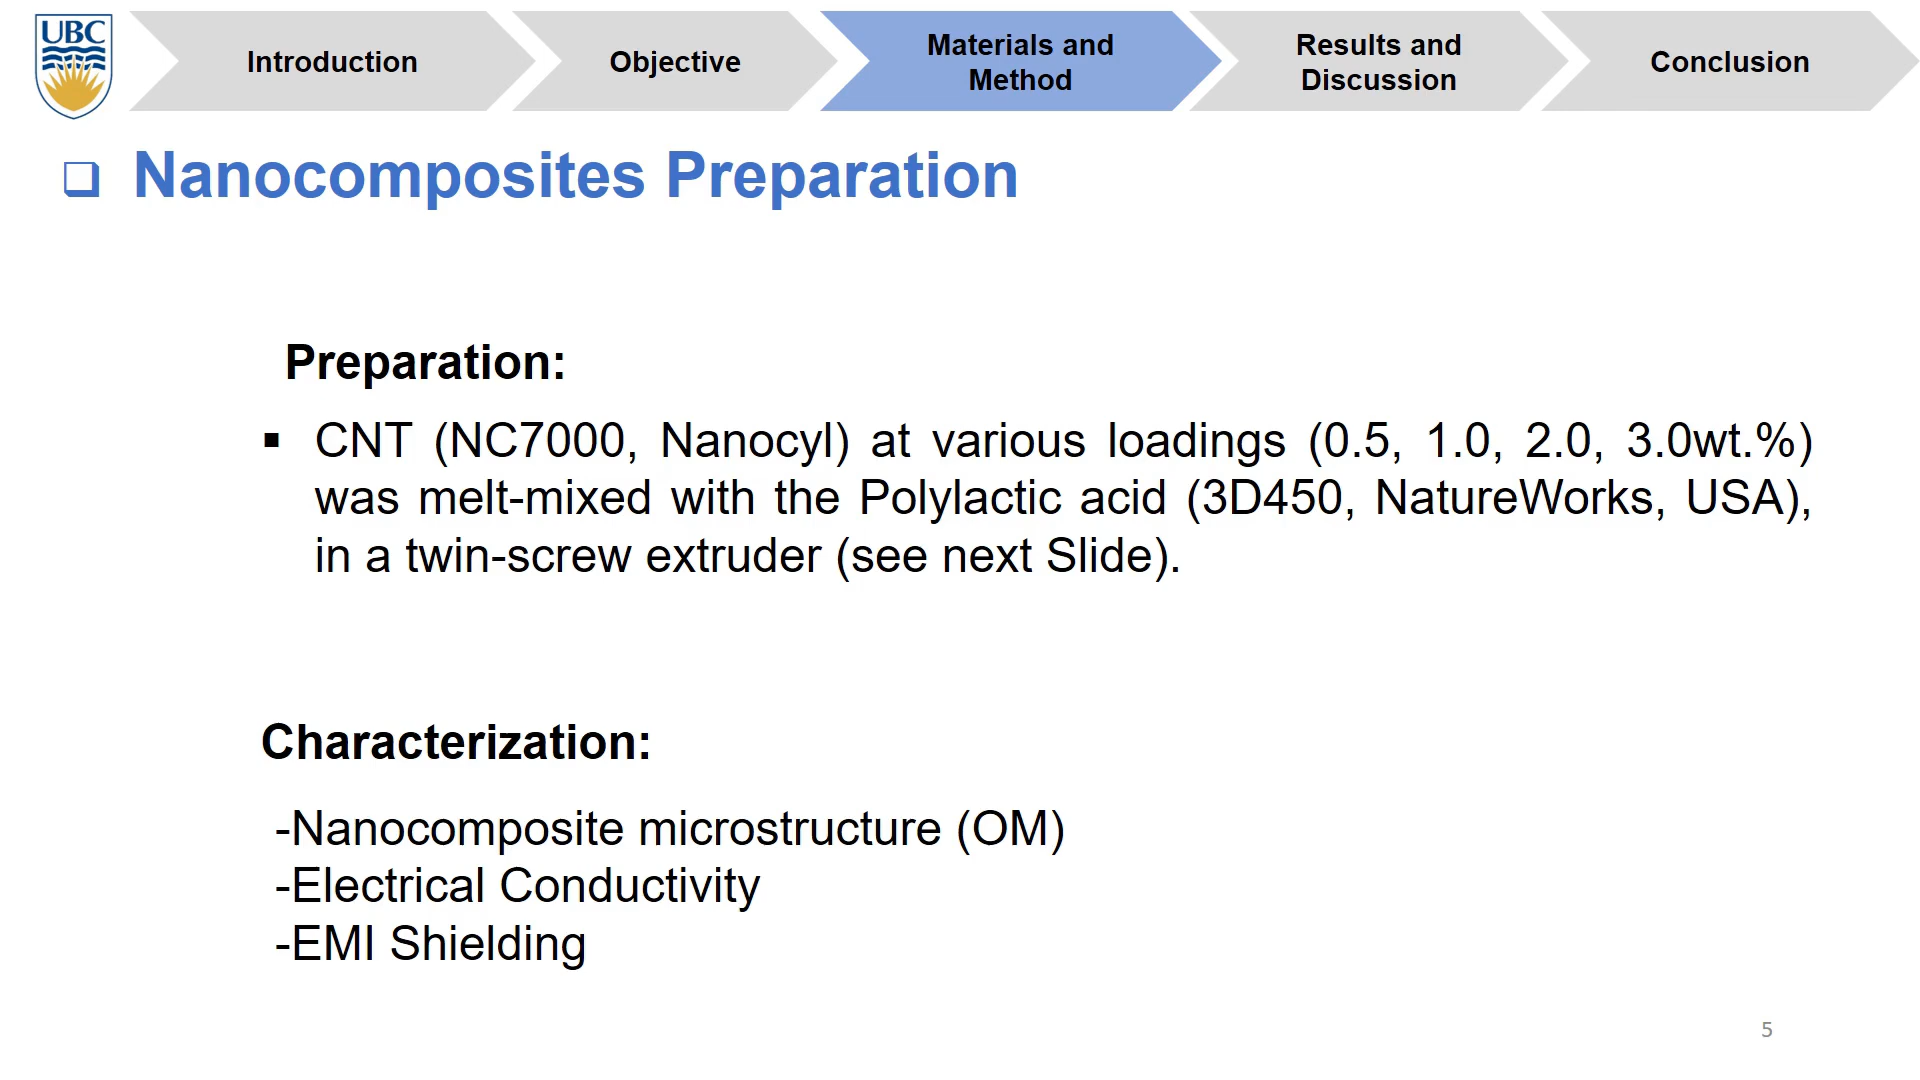 UBC
Introduction
Objective
Materials and
Method
Results and
Discussion
Conclusion
Nanocomposites Preparation
Preparation:
▪ CNT (NC7000, Nanocyl) at various loadings (0.5, 1.0, 2.0, 3.0wt.%)
was melt-mixed with the Polylactic acid (3D450, NatureWorks, USA),
in a twin-screw extruder (see next Slide).
Characterization:
-Nanocomposite microstructure (OM)
-Electrical Conductivity
-EMI Shielding
5